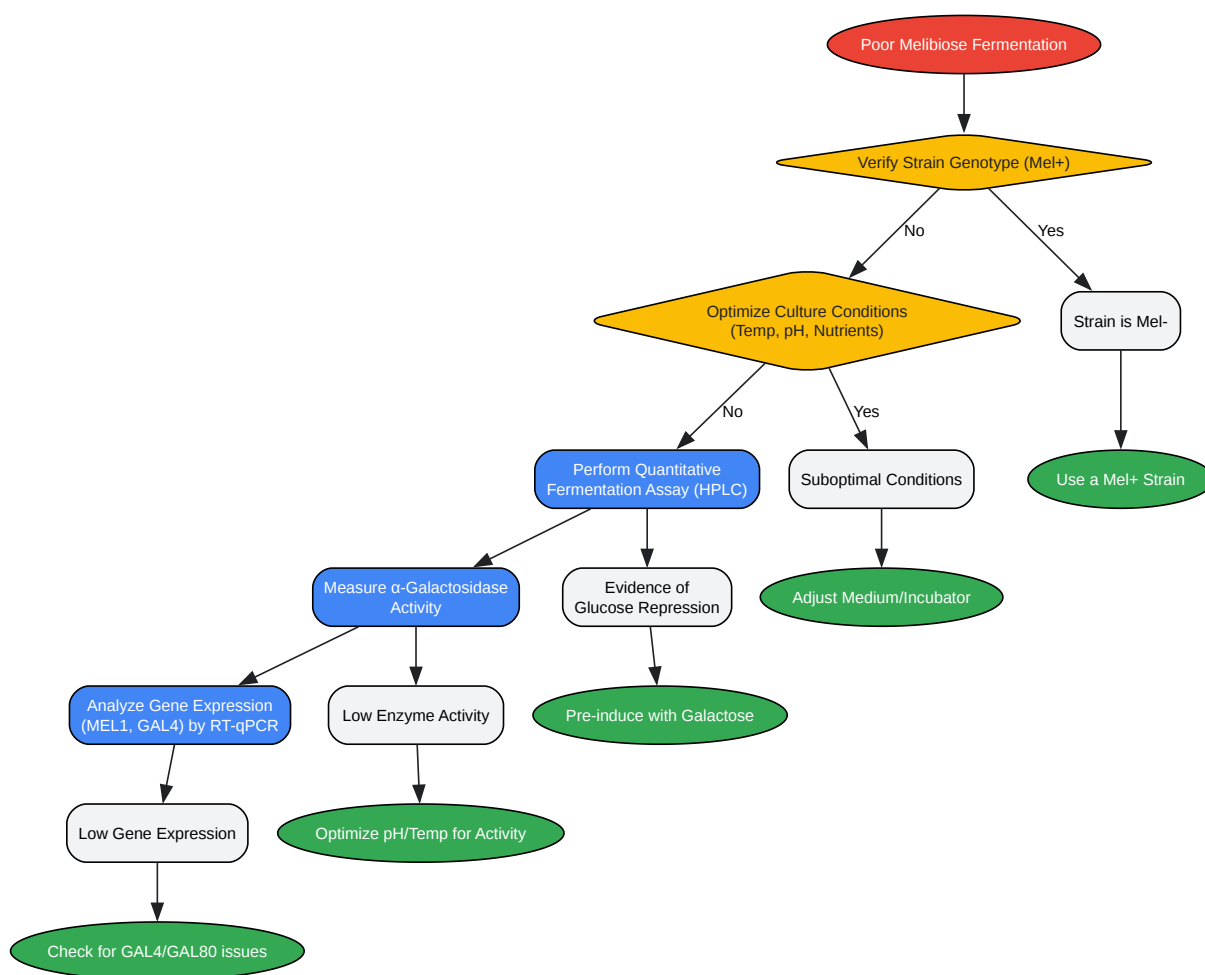 Poor Melibiose Fermentation
Verify Strain Genotype (Mel+)
No
Yes
Optimize Culture Conditions
(Temp, pH, Nutrients)
Strain is Mel-
No
Yes
Perform Quantitative
Fermentation Assay (HPLC)
Suboptimal Conditions
Use a Mel+ Strain
Measure α-Galactosidase
Activity
Evidence of
Glucose Repression
Adjust Medium/Incubator
Analyze Gene Expression
(MEL1, GAL4) by RT-qPCR
Low Enzyme Activity
Pre-induce with Galactose
Low Gene Expression
Optimize pH/Temp for Activity
Check for GAL4/GAL80 issues